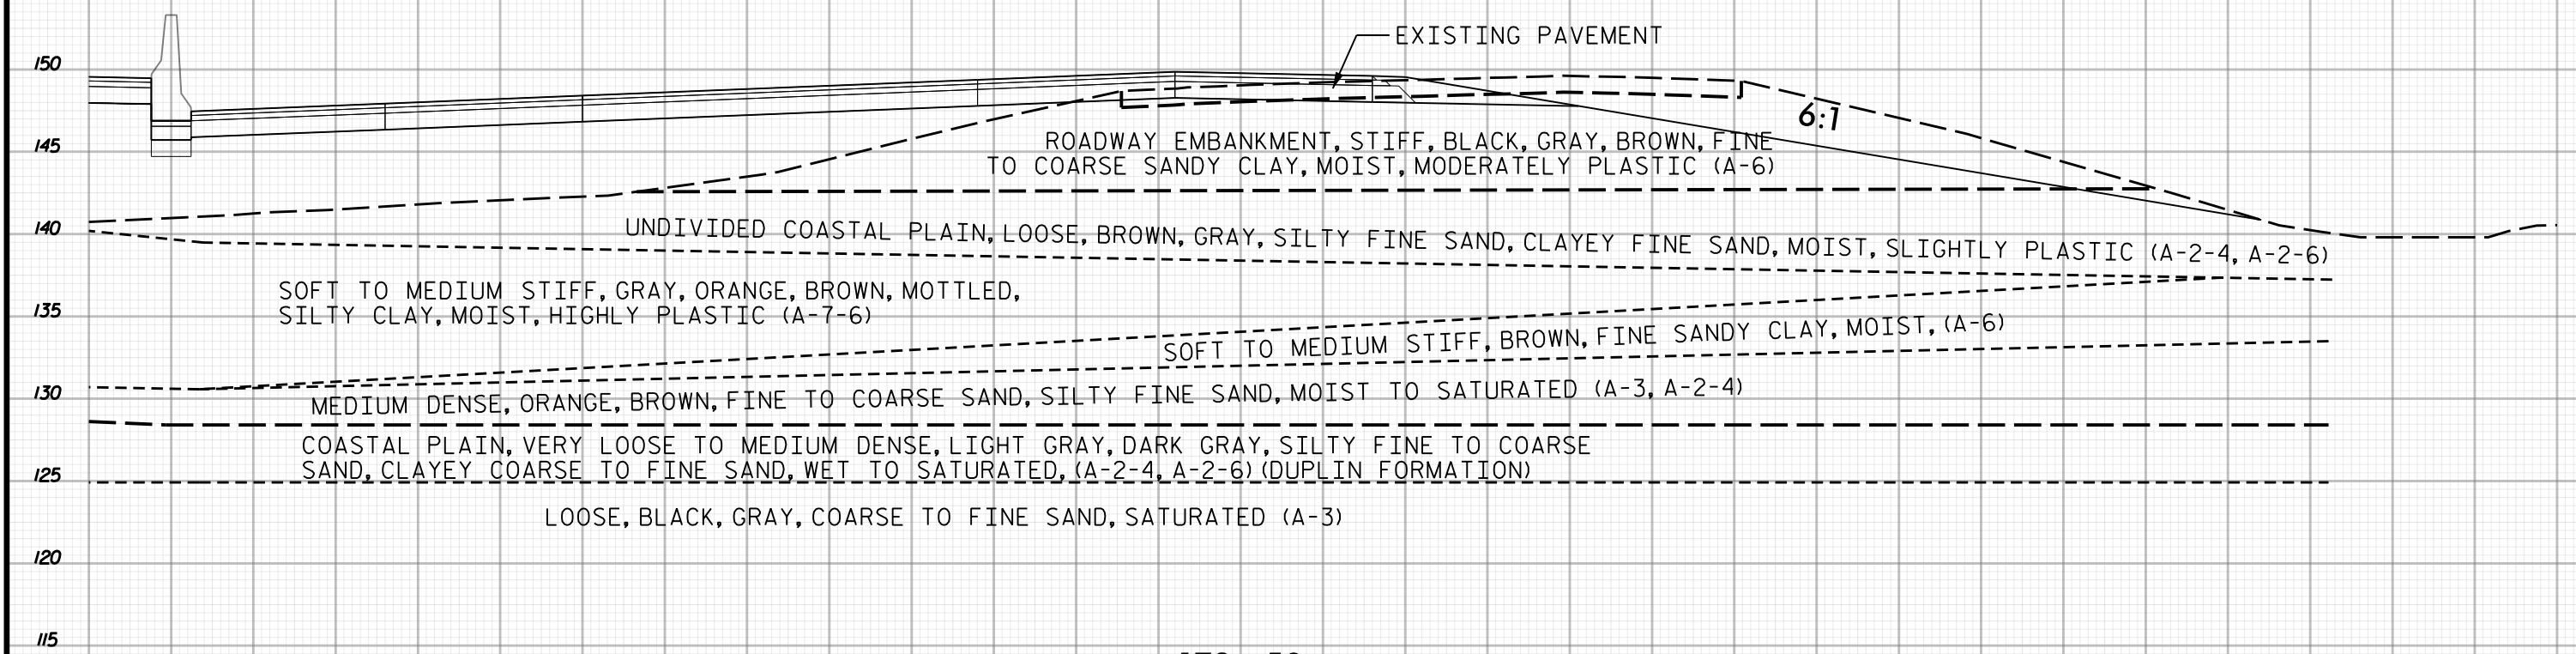 EXISTING PAVEMENT
150
6:1
ROADWAY EMBANKMENT, STIFF, BLACK, GRAY, BROWN, FINE
145
TO COARSE SANDY CLAY, MOIST, MODERATELY PLASTIC (A-6)
140
UNDIVIDED COASTAL PLAIN, LOOSE, BROWN, GRAY, SILTY FINE SAND, CLAYEY FINE SAND, MOIST, SLIGHTLY PLASTIC (A-2-4, A-2-6)
SOFT TO MEDIUM STIFF, GRAY, ORANGE, BROWN, MOTTLED,
135
SILTY CLAY, MOIST, HIGHLY PLASTIC (A-7-6)
SOFT TO MEDIUM STIFF, BROWN, FINE SANDY CLAY, MOIST, (A-6)
130
MEDIUM DENSE, ORANGE, BROWN, FINE TO COARSE SAND, SILTY FINE SAND, MOIST TO SATURATED (A-3, A-2-4)
COASTAL PLAIN, VERY LOOSE TO MEDIUM DENSE, LIGHT GRAY, DARK GRAY, SILTY FINE TO COARSE
125
SAND, CLAYEY COARSE TO FINE SAND, WET TO SATURATED, (A-2-4, A-2-6) (DUPLIN FORMATION)
LOOSE, BLACK, GRAY, COARSE TO FINE SAND, SATURATED (A-3)
120
115